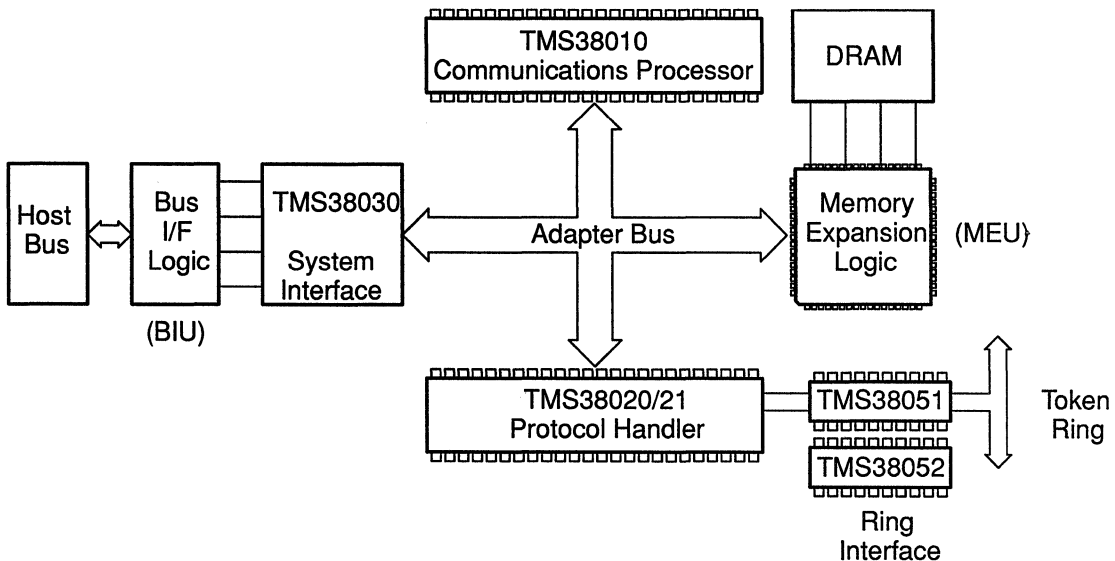 TMS38010
Communications Processor
DRAM
Host
Bus
Bus
I/F
Logic
(BIU)
TMS38030
System
Interface
Adapter Bus
Memory
Expansion
Logic
(MEU)
TMS38020/21
Protocol Handler
TMS38051
TMS38052
Ring
Interface
Token
Ring